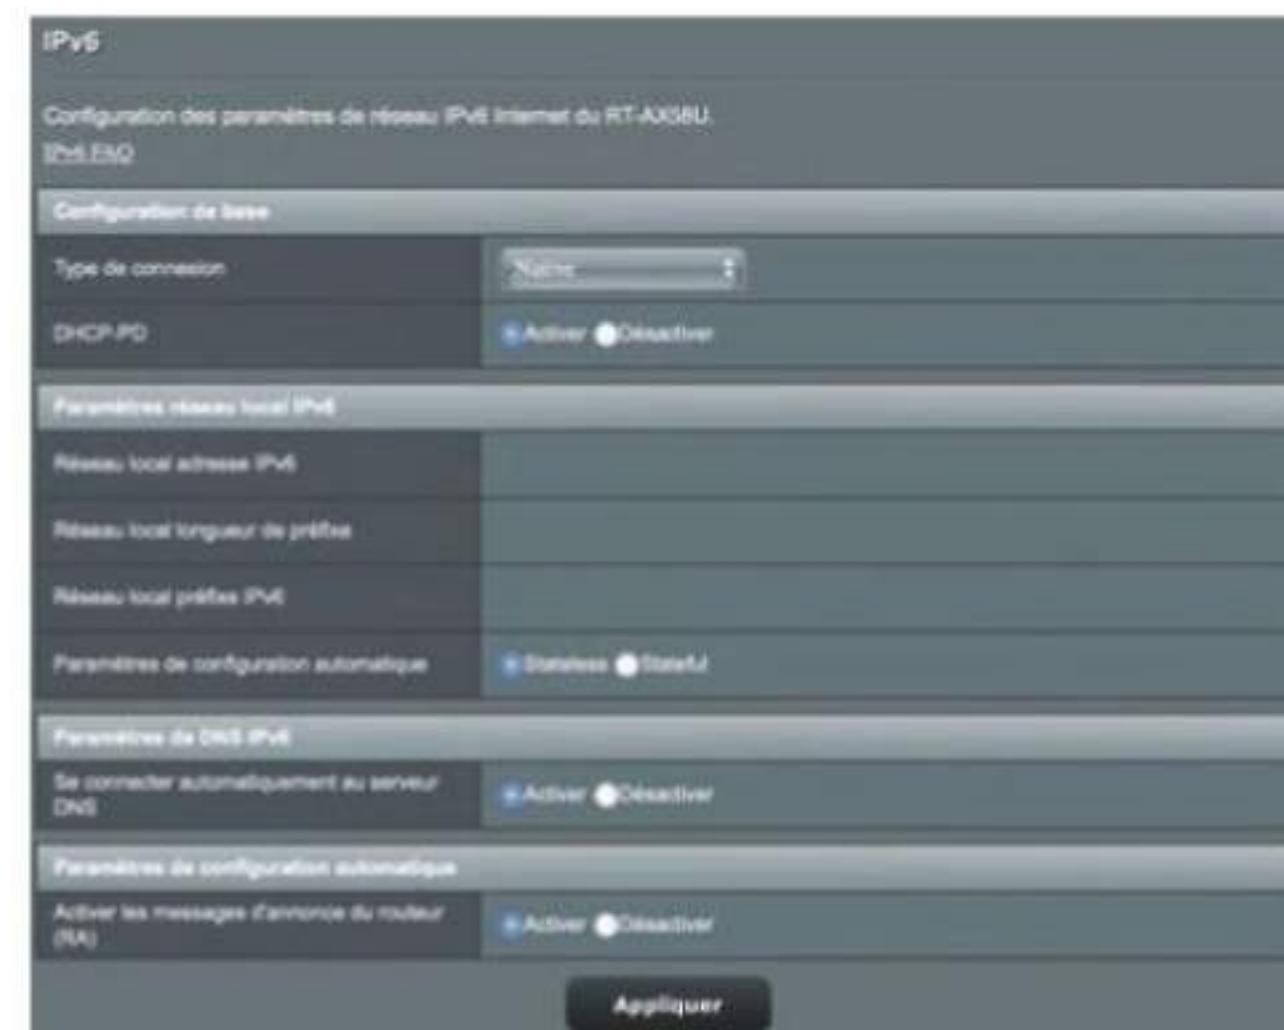 IPv6
Configuration des paramètres de réseau IPv6 Internet du RT-AX58U.
IPv6 FAQ
Configuration de base
Type de connexion
Native
DHCP-PD
Activer Désactiver
Paramètres réseau local IPv6
Réseau local adresse IPv6
Réseau local longueur de préfixe
Réseau local préfixe IPv6
Paramètres de configuration automatique
Stateless Stateful
Paramètres de DNS IPv6
Se connecter automatiquement au serveur
DNS
Activer Désactiver
Paramètres de configuration automatique
Activer les messages d'annonce du routeur
(RA)
Activer Désactiver
Appliquer